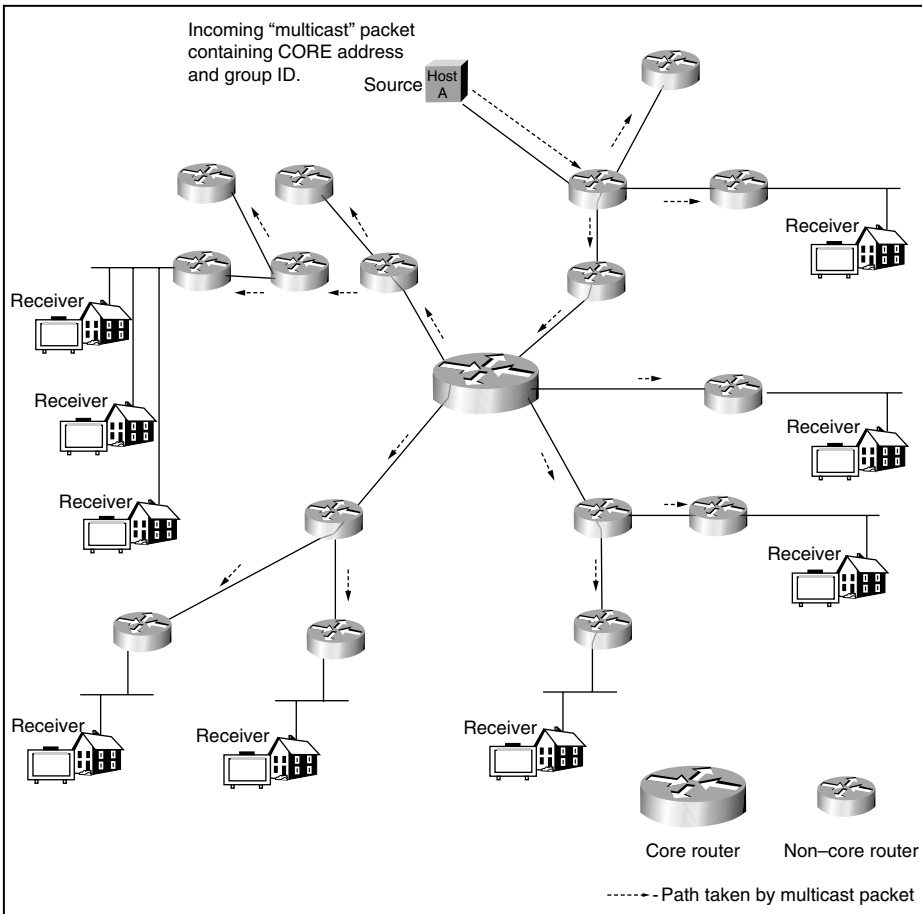 Incoming “multicast” packet
containing CORE address
and group ID.
Source
Host
A
Receiver
Receiver
Receiver
Receiver
Receiver
Receiver
Receiver
Receiver
Receiver
Core router
Non–core router
Path taken by multicast packet